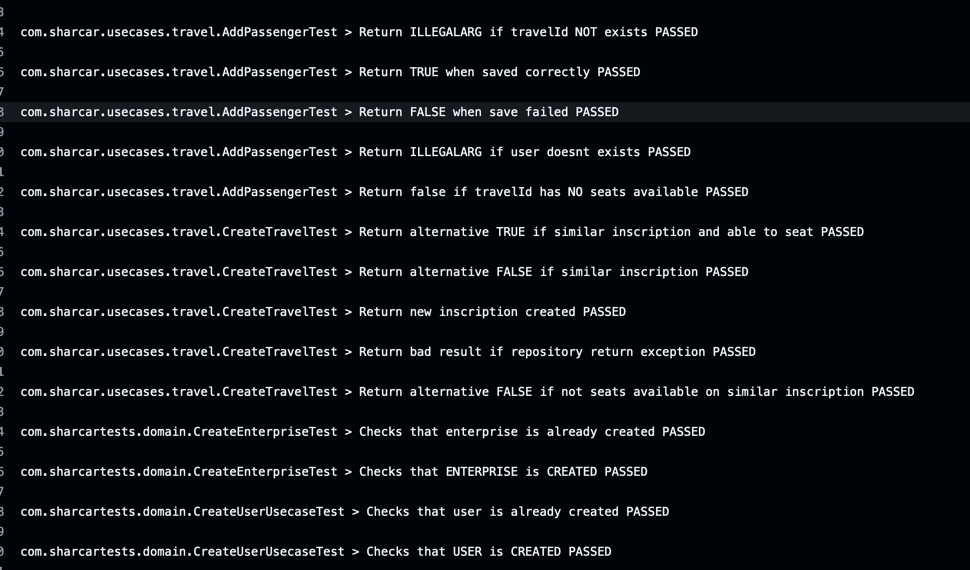 3
4 com.sharcar.usecases.travel.AddPassengerTest > Return ILLEGALARG if travelId NOT exists PASSED
5
6 com.sharcar.usecases.travel.AddPassengerTest > Return TRUE when saved correctly PASSED
7
8 com.sharcar.usecases.travel.AddPassengerTest > Return FALSE when save failed PASSED
9
0 com.sharcar.usecases.travel.AddPassengerTest > Return ILLEGALARG if user doesnt exists PASSED
1
2 com.sharcar.usecases.travel.AddPassengerTest > Return false if travelId has NO seats available PASSED
3
4 com.sharcar.usecases.travel.CreateTravelTest > Return alternative TRUE if similar inscription and able to seat PASSED
5
6 com.sharcar.usecases.travel.CreateTravelTest > Return alternative FALSE if similar inscription PASSED
7
8 com.sharcar.usecases.travel.CreateTravelTest > Return new inscription created PASSED
9
0 com.sharcar.usecases.travel.CreateTravelTest > Return bad result if repository return exception PASSED
1
2 com.sharcar.usecases.travel.CreateTravelTest > Return alternative FALSE if not seats available on similar inscription PASSED
3
4 com.sharcartests.domain.CreateEnterpriseTest > Checks that enterprise is already created PASSED
5
6 com.sharcartests.domain.CreateEnterpriseTest > Checks that ENTERPRISE is CREATED PASSED
7
8 com.sharcartests.domain.CreateUserUsecaseTest > Checks that user is already created PASSED
9
0 com.sharcartests.domain.CreateUserUsecaseTest > Checks that USER is CREATED PASSED